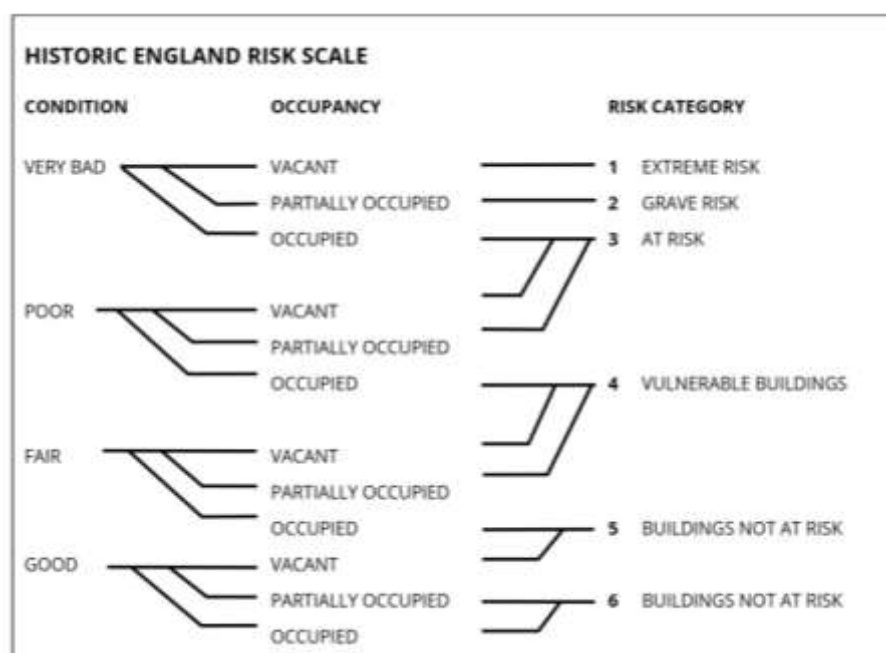 HISTORIC ENGLAND RISK SCALE
CONDITION OCCUPANCY RISK CATEGORY
VERY BAD VACANT 1 EXTREME RISK
PARTIALLY OCCUPIED 2 GRAVE RISK
OCCUPIED 3 AT RISK
POOR VACANT
PARTIALLY OCCUPIED
OCCUPIED 4 VULNERABLE BUILDINGS
FAIR VACANT
PARTIALLY OCCUPIED
OCCUPIED 5 BUILDINGS NOT AT RISK
GOOD VACANT
PARTIALLY OCCUPIED 6 BUILDINGS NOT AT RISK
OCCUPIED